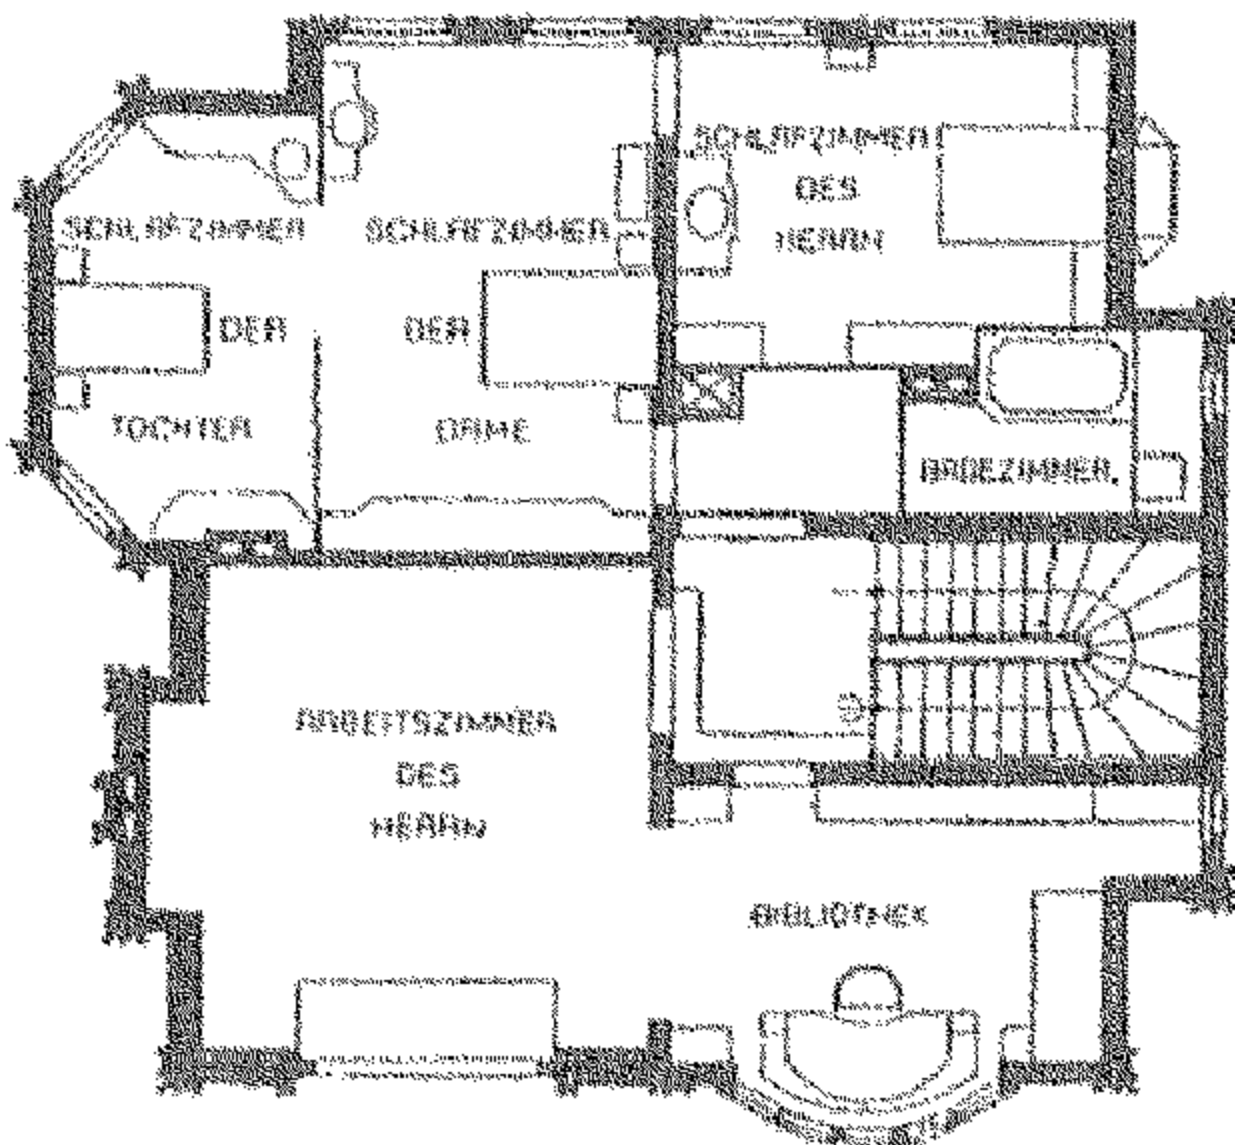 SCHLAFZIMMER
DER
TOCHTER
SCHLAFZIMMER
DER
DAME
SCHLAFZIMMER
DES
HERRN
BADEZIMMER.
ARBEITSZIMMER
DES
HERRN
BIBLIOTHEK